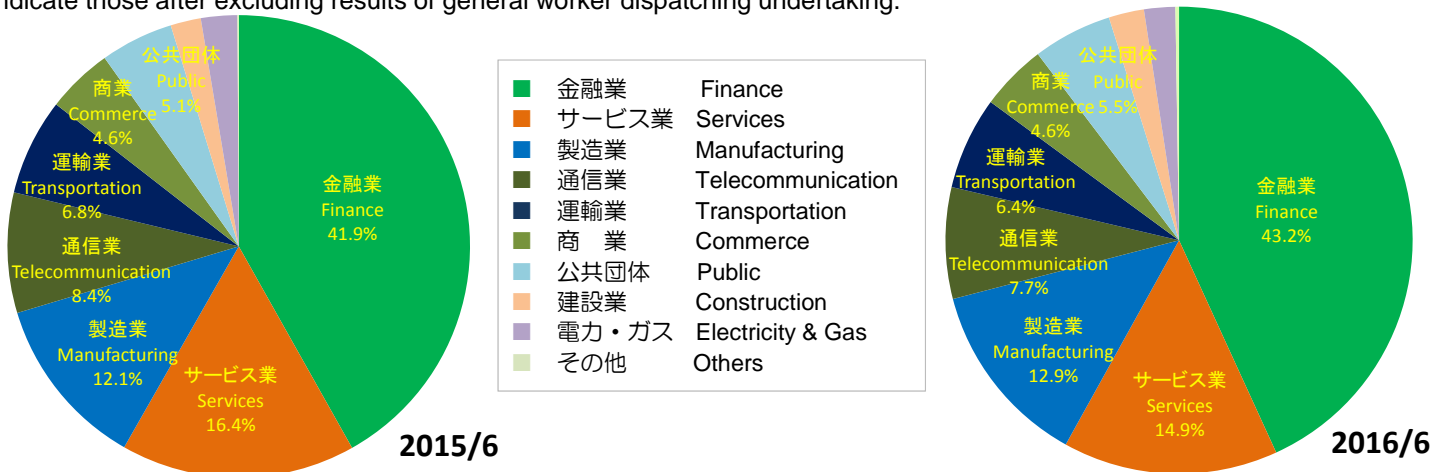 ndicate those after excluding results of general worker dispatching undertaking.
公共団体
Public
5.1%
商業
Commerce
4.6%
運輸業
Transportation
6.8%
通信業
Telecommunication
8.4%
製造業
Manufacturing
12.1%
サービス業
Services
16.4%
金融業
Finance
41.9%
2015/6
金融業 Finance
サービス業 Services
製造業 Manufacturing
通信業 Telecommunication
運輸業 Transportation
商　業 Commerce
公共団体 Public
建設業 Construction
電力・ガス Electricity & Gas
その他 Others
公共団体
Public
5.5%
商業
Commerce
4.6%
運輸業
Transportation
6.4%
通信業
Telecommunication
7.7%
製造業
Manufacturing
12.9%
サービス業
Services
14.9%
金融業
Finance
43.2%
2016/6